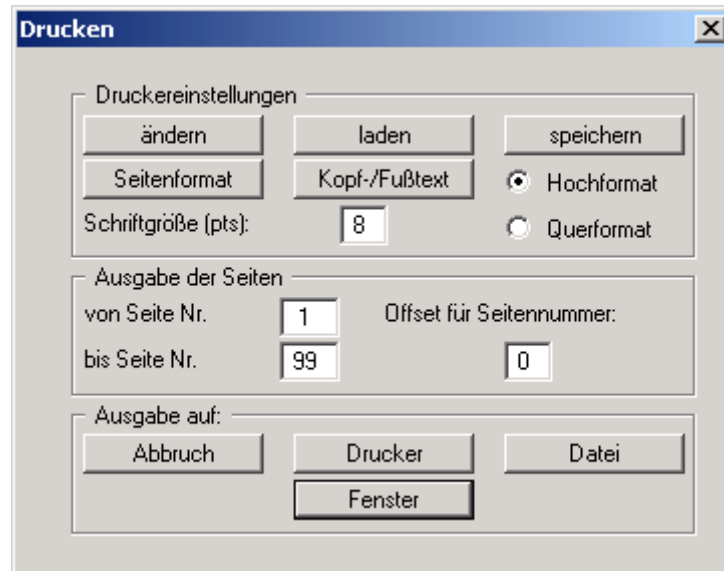 Drucken
Druckereinstellungen
ändern laden speichern
Seitenformat Kopf-/Fußtext Hochformat
Schriftgröße (pts): 8 Querformat
Ausgabe der Seiten
von Seite Nr. 1 Offset für Seitennummer:
bis Seite Nr. 99 0
Ausgabe auf:
Abbruch Drucker Datei
Fenster